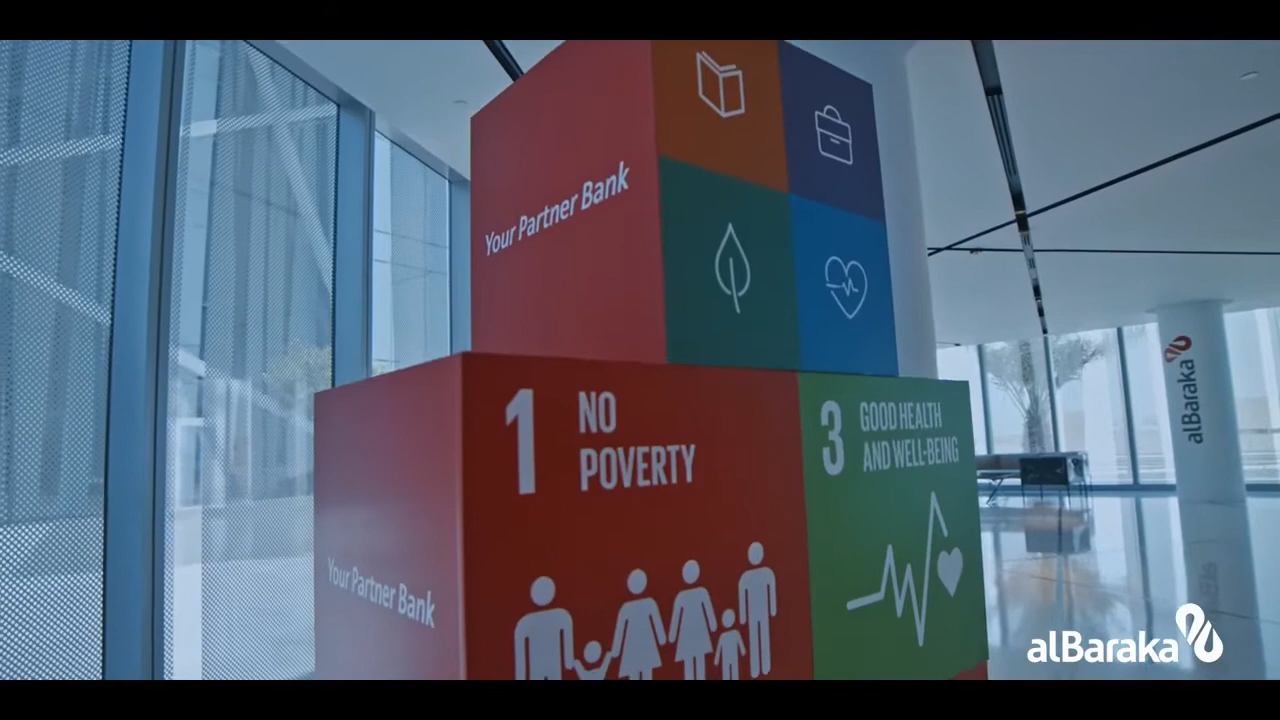 Your Partner Bank
1
NO
POVERTY
3
GOOD HEALTH
AND WELL-BEING
Your Partner Bank
alBaraka
alBaraka